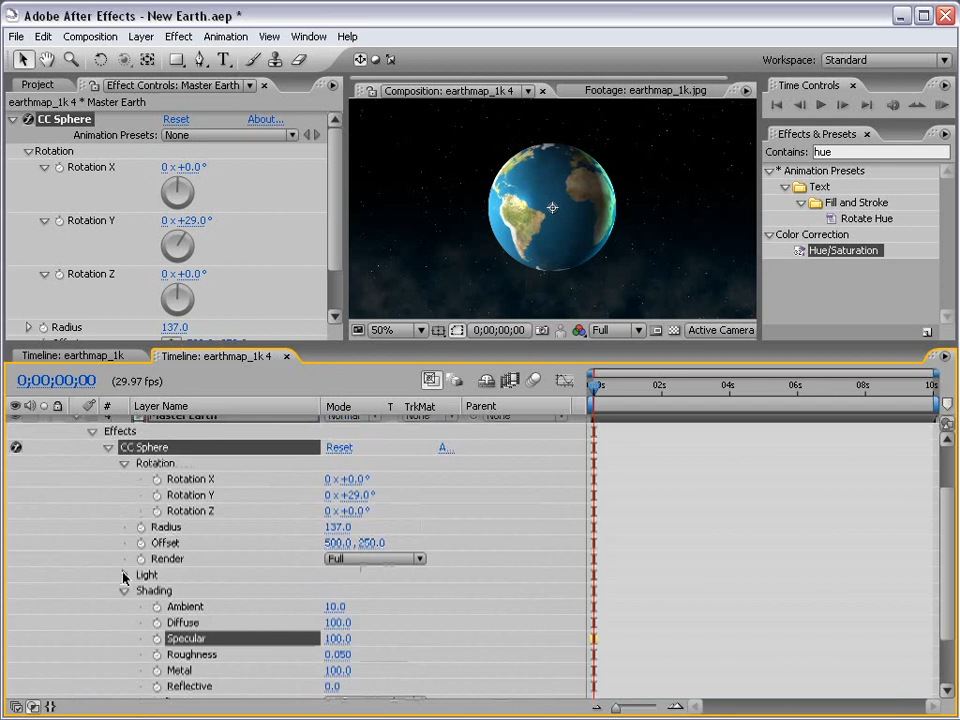 Adobe After Effects - New Earth.aep *
File Edit Composition Layer Effect Animation View Window Help
Workspace: Standard
Project Effect Controls: Master Earth
earthmap_1k 4 * Master Earth
CC Sphere Reset About...
Animation Presets: None
Rotation
Rotation X 0 x +0.0°
Rotation Y 0 x +29.0°
Rotation Z 0 x +0.0°
Radius 137.0
Composition: earthmap_1k 4 Footage: earthmap_1k.jpg
50% 0;00;00;00 Full Active Camera
Time Controls
Effects & Presets
Contains: hue
* Animation Presets
Text
Fill and Stroke
Rotate Hue
Color Correction
Hue/Saturation
Timeline: earthmap_1k Timeline: earthmap_1k 4
0;00;00;00 (29.97 fps)
# Layer Name Mode T TrkMat Parent
0s 02s 04s 06s 08s 10s
4 Master Earth Normal None
Effects
CC Sphere Reset A...
Rotation
Rotation X 0 x +0.0°
Rotation Y 0 x +29.0°
Rotation Z 0 x +0.0°
Radius 137.0
Offset 500.0, 250.0
Render Full
Light
Shading
Ambient 10.0
Diffuse 100.0
Specular 100.0
Roughness 0.050
Metal 100.0
Reflective 0.0